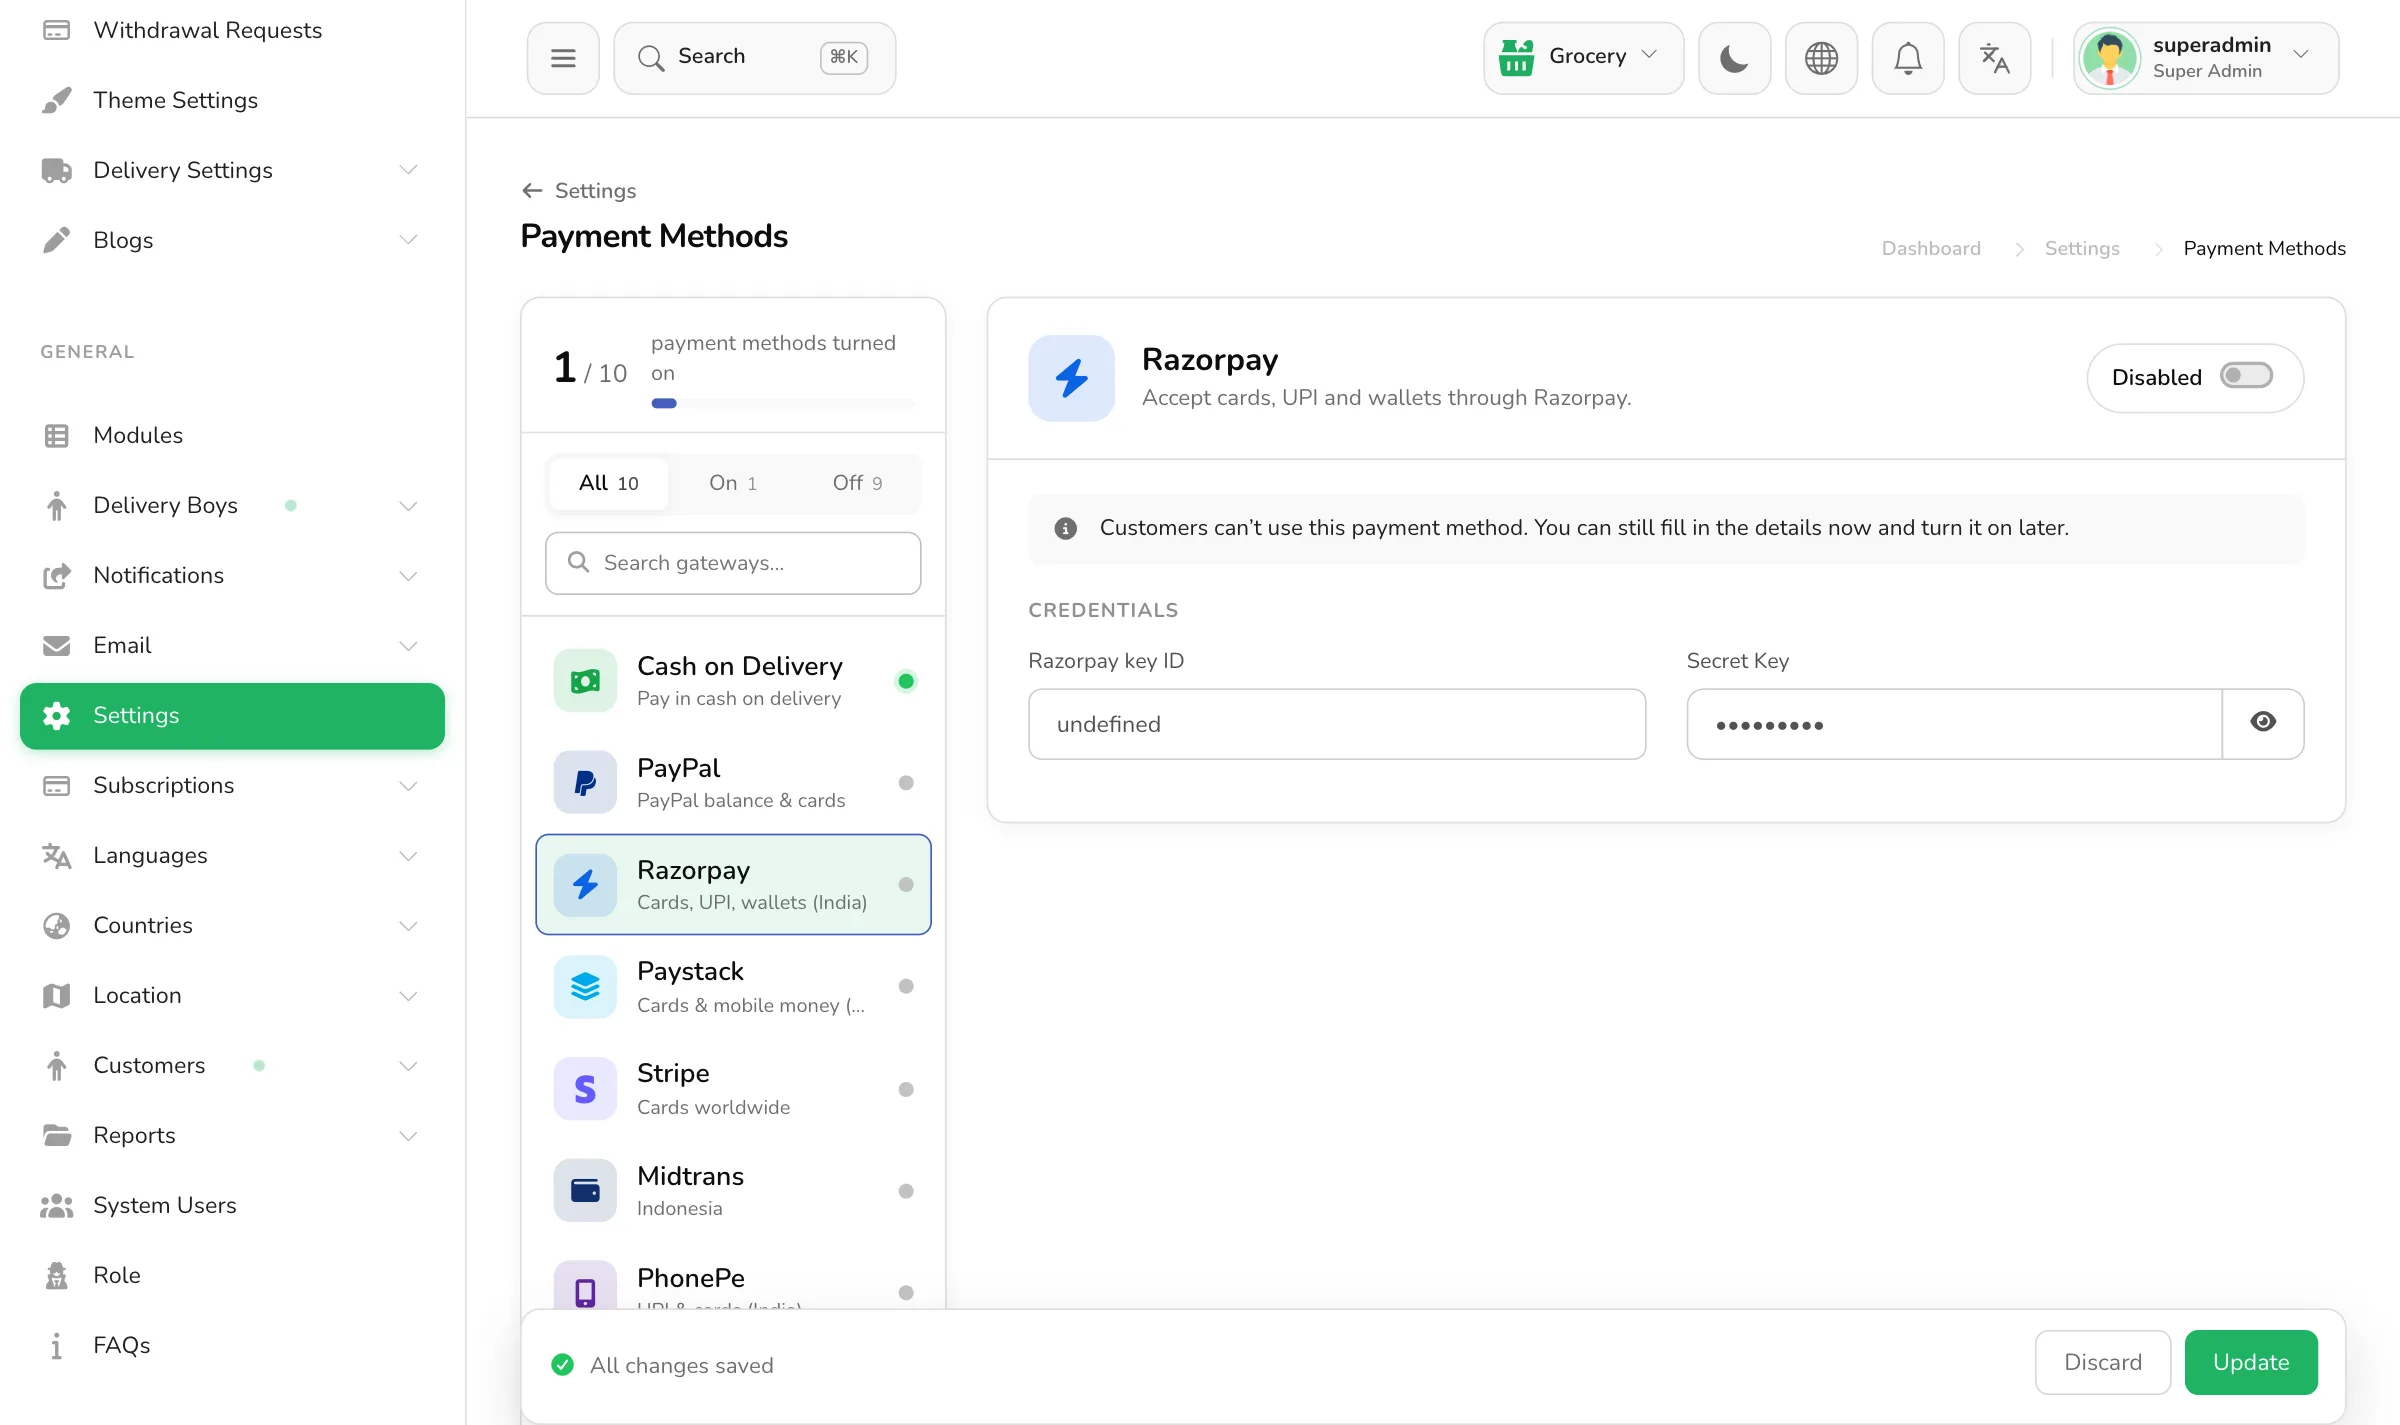 Withdrawal Requests
Theme Settings
Delivery Settings
Blogs
GENERAL
Modules
Delivery Boys
Notifications
Email
Settings
Subscriptions
Languages
Countries
Location
Customers
Reports
System Users
Role
FAQs
Search ⌘K
Grocery
superadmin
Super Admin
Settings
Payment Methods
Dashboard Settings Payment Methods
1 / 10
payment methods turned
on
All 10 On 1 Off 9
Search gateways...
Cash on Delivery
Pay in cash on delivery
PayPal
PayPal balance & cards
Razorpay
Cards, UPI, wallets (India)
Paystack
Cards & mobile money (...
Stripe
Cards worldwide
Midtrans
Indonesia
PhonePe
UPI & cards (India)
Razorpay
Accept cards, UPI and wallets through Razorpay.
Disabled
Customers can’t use this payment method. You can still fill in the details now and turn it on later.
CREDENTIALS
Razorpay key ID
undefined
Secret Key
•••••••••
All changes saved
Discard
Update